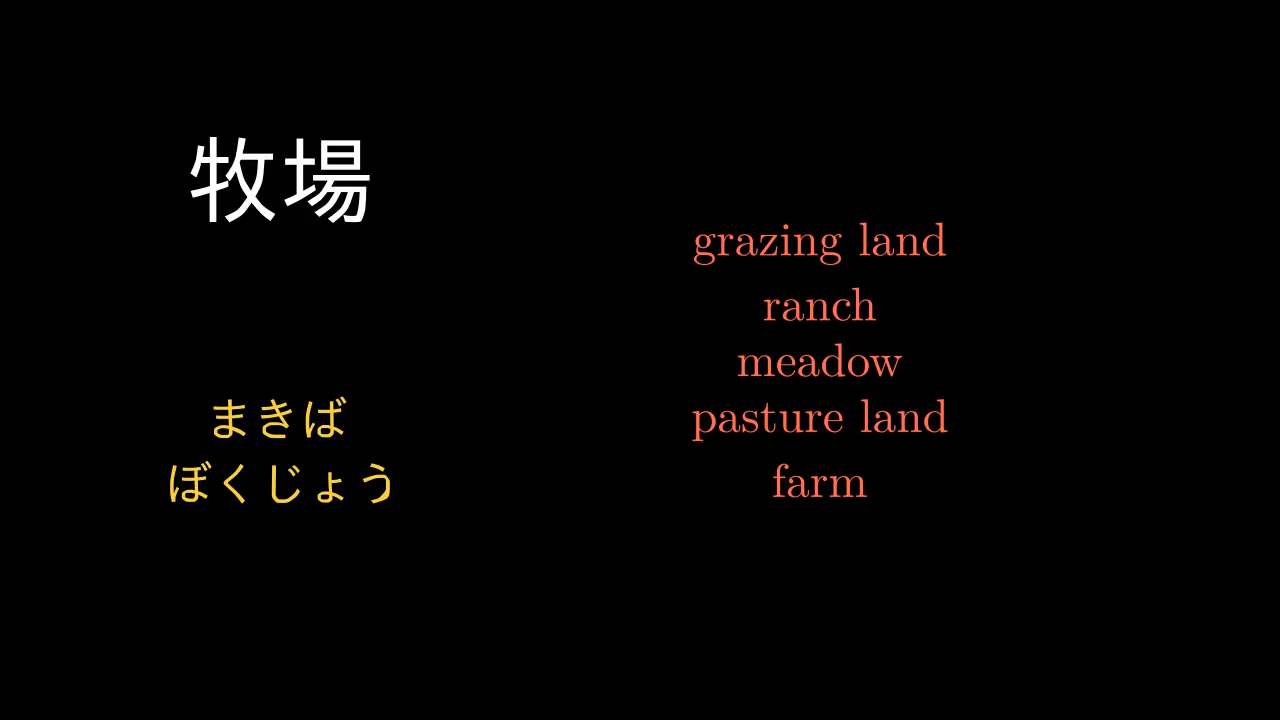 牧場
まきば
ぼくじょう
grazing land
ranch
meadow
pasture land
farm